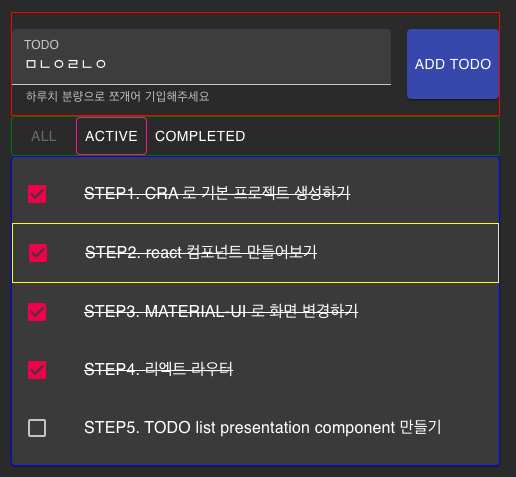 TODO
ㅁㄴㅇㄹㄴㅇ
ADD TODO
하루치 분량으로 쪼개어 기입해주세요
ALL ACTIVE COMPLETED
STEP1. CRA 로 기본 프로젝트 생성하기
STEP2. react 컴포넌트 만들어보기
STEP3. MATERIAL-UI 로 화면 변경하기
STEP4. 리엑트 라우터
STEP5. TODO list presentation component 만들기